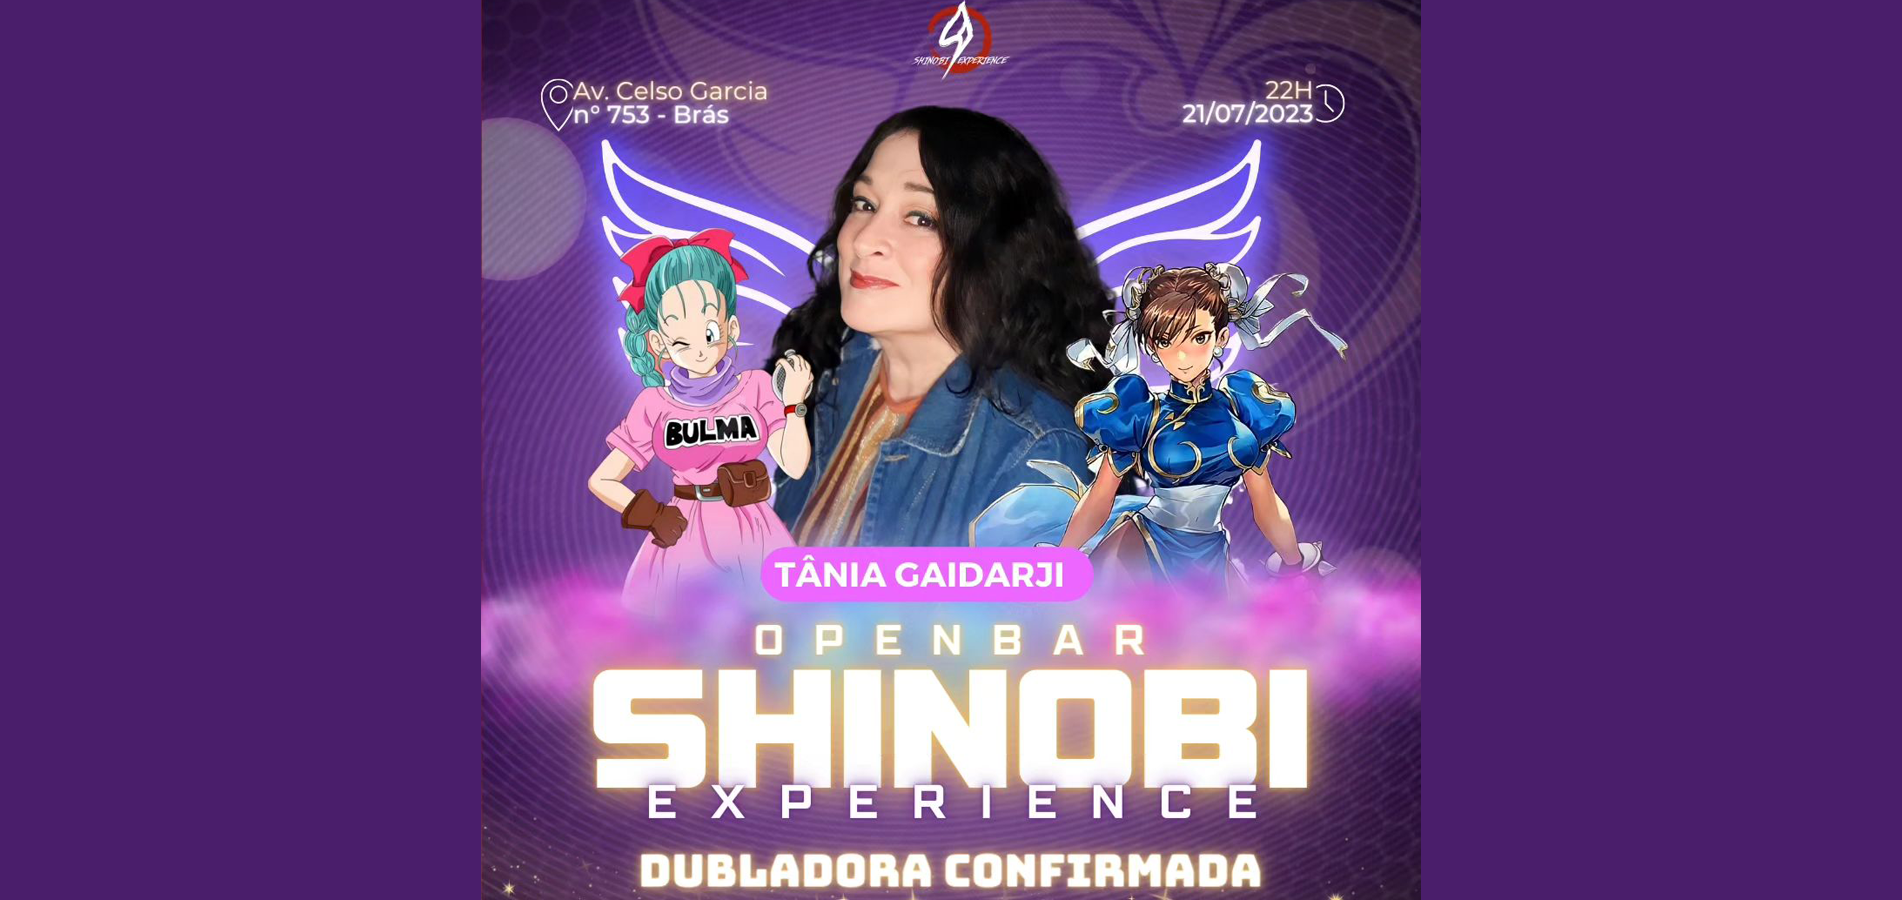 SHINOBI EXPERIENCE
Av. Celso Garcia
nº 753 - Brás
22H
21/07/2023
BULMA
TÂNIA GAIDARJI
OPENBAR
SHINOBI
EXPERIENCE
DUBLADORA CONFIRMADA